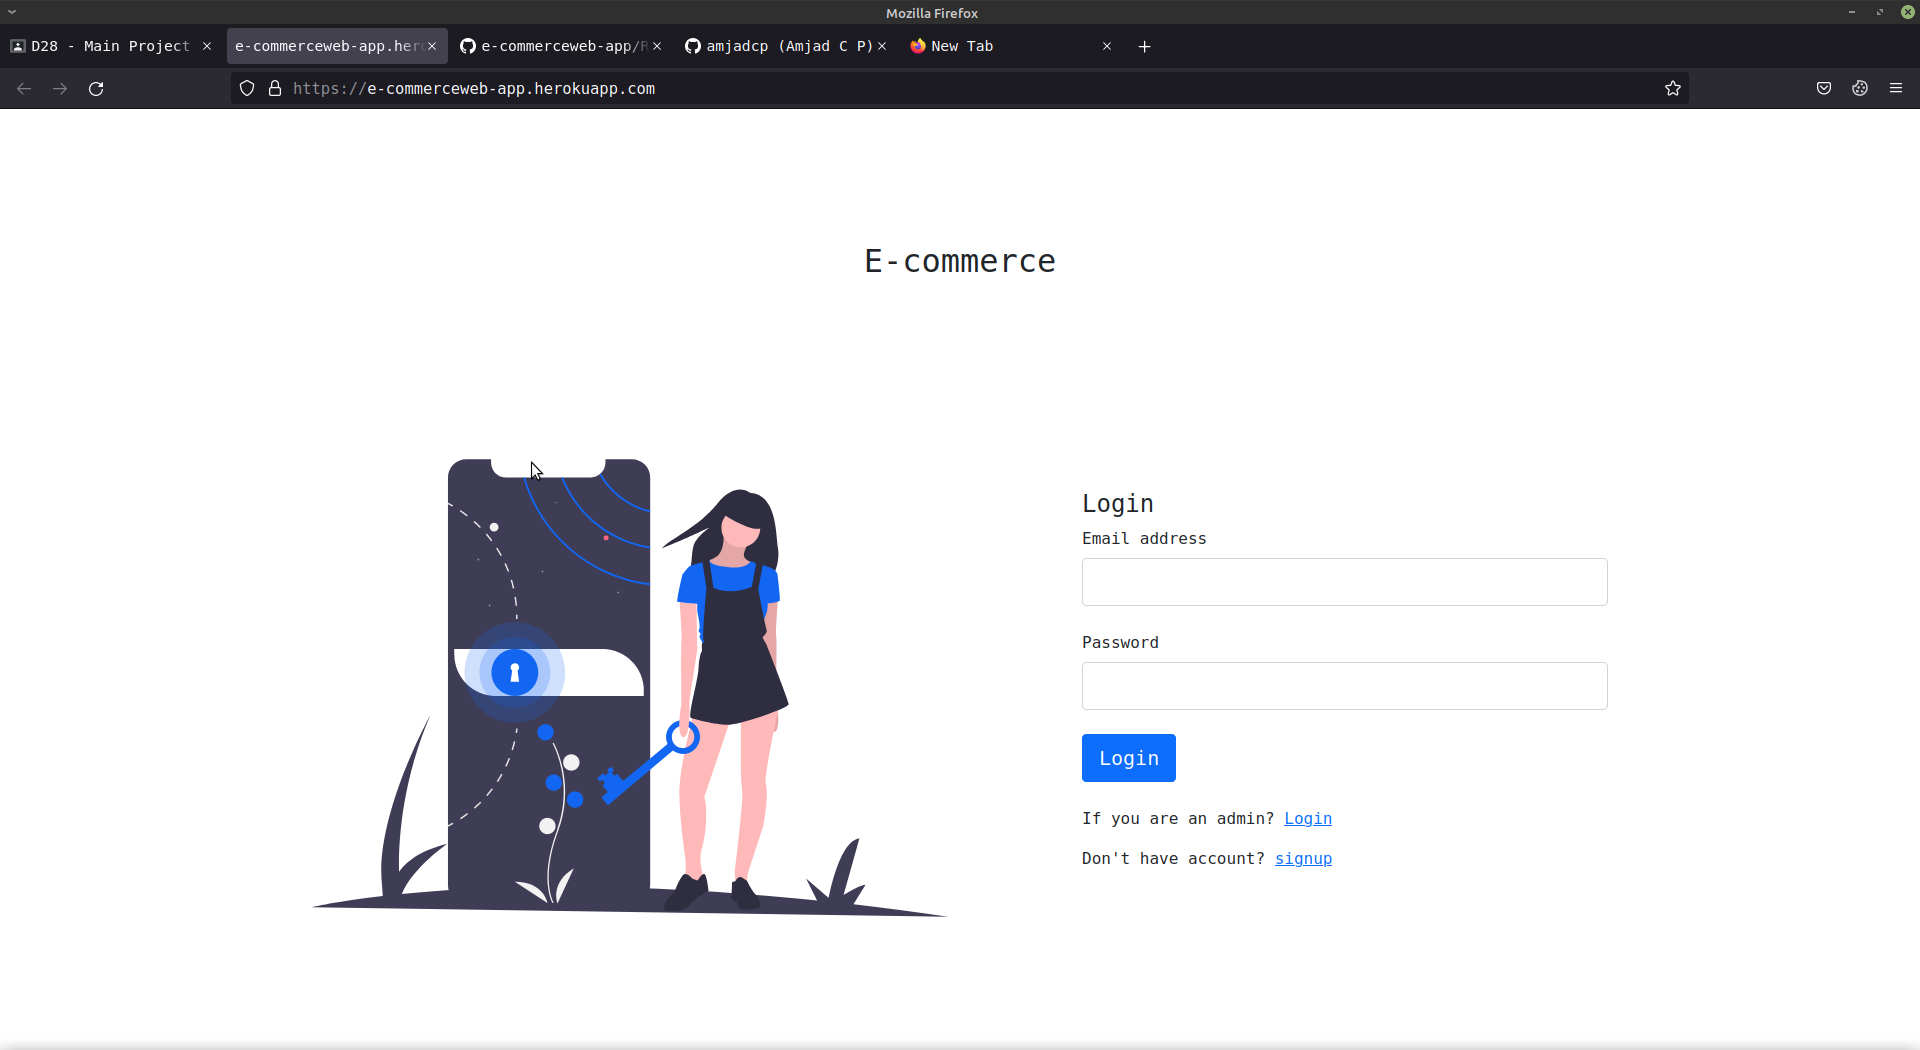 Mozilla Firefox
D28 - Main Project
e-commerceweb-app.hero
e-commerceweb-app/R
amjadcp (Amjad C P)
New Tab
https://e-commerceweb-app.herokuapp.com
E-commerce
Login
Email address
Password
Login
If you are an admin? Login
Don't have account? signup